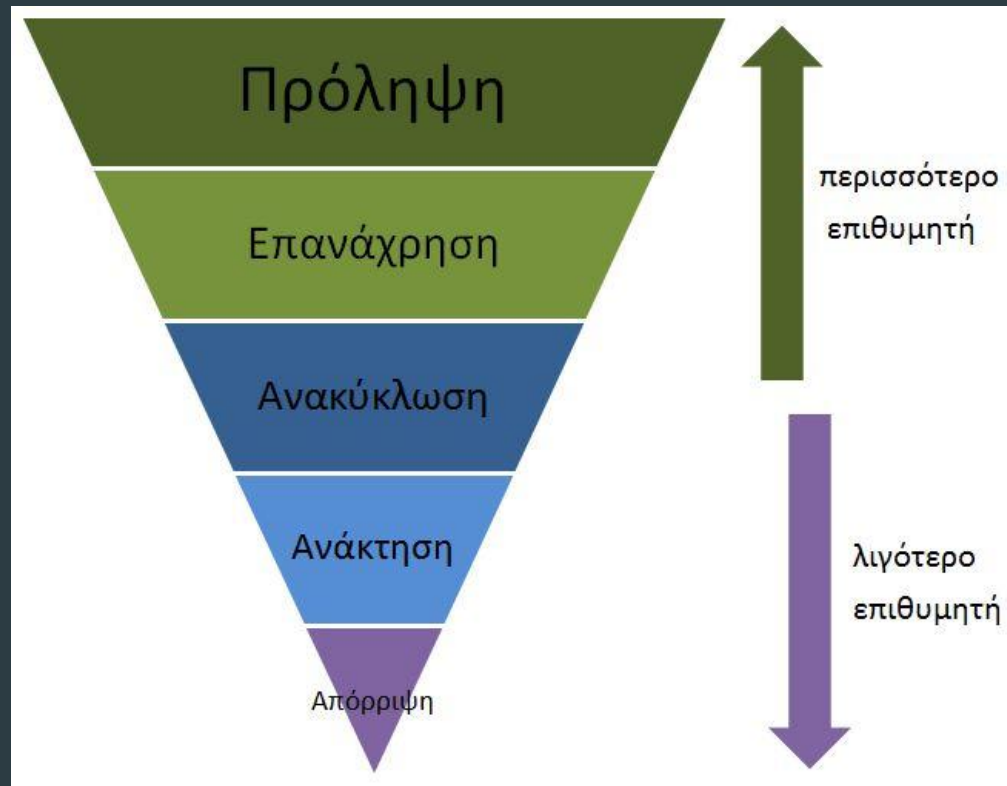 Πρόληψη
Επανάχρηση
Ανακύκλωση
Ανάκτηση
Απόρριψη
περισσότερο
επιθυμητή
λιγότερο
επιθυμητή